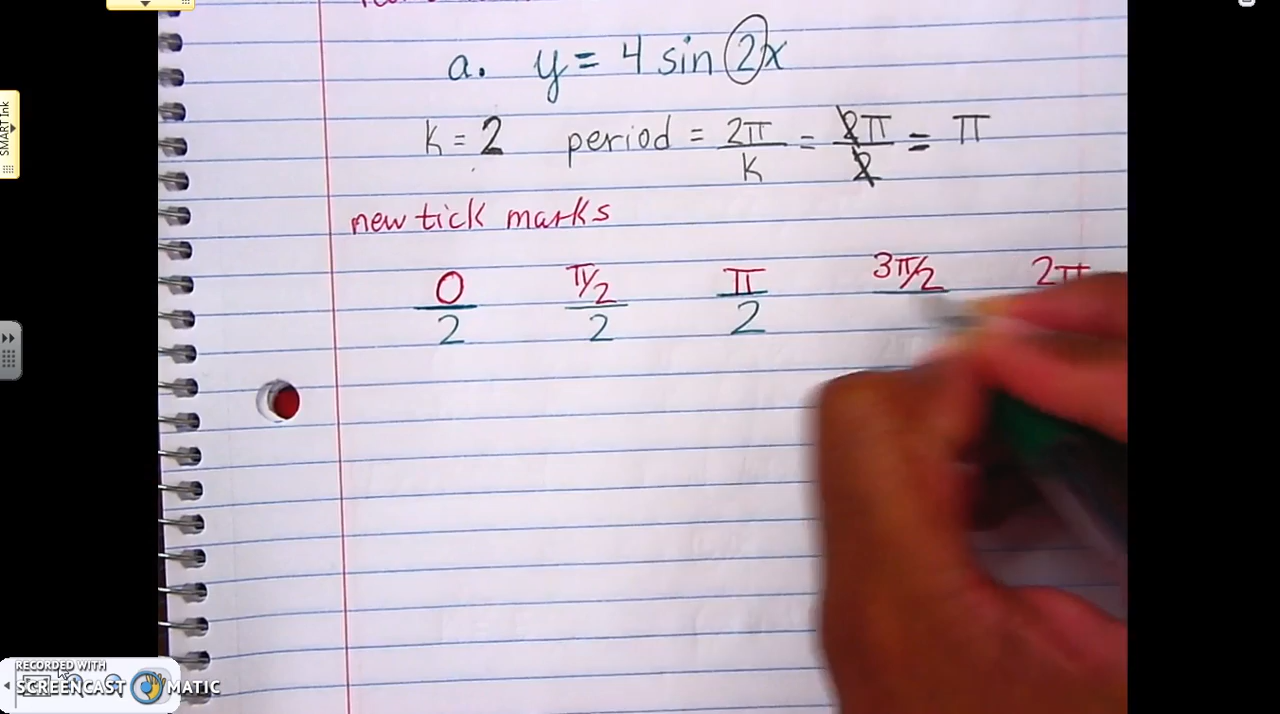 a. y = 4 sin 2x
k = 2 period = 2π/k = 2π/2 = π
new tick marks
0/2 π/2/2 π/2 3π/2 2π
SMART Ink
RECORDED WITH
SCREENCAST MATIC